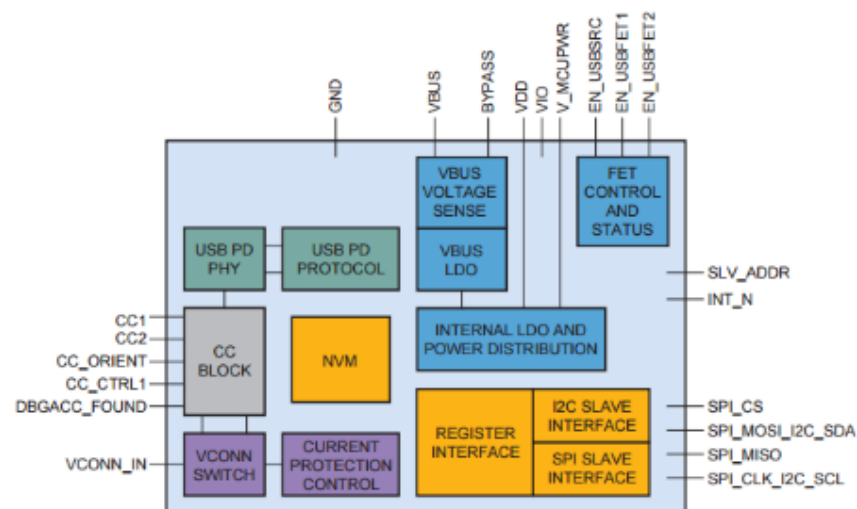 GND
VBUS
BYPASS
VDD
VIO
V_MCUPWR
EN_USBSRC
EN_USBFET1
EN_USBFET2
VBUS
VOLTAGE
SENSE
FET
CONTROL
AND
STATUS
USB PD
PHY
USB PD
PROTOCOL
VBUS
LDO
SLV_ADDR
INT_N
CC1
CC2
CC_ORIENT
CC_CTRL1
DBGACC_FOUND
CC
BLOCK
NVM
INTERNAL LDO AND
POWER DISTRIBUTION
REGISTER
INTERFACE
I2C SLAVE
INTERFACE
SPI SLAVE
INTERFACE
SPI_CS
SPI_MOSI_I2C_SDA
SPI_MISO
SPI_CLK_I2C_SCL
VCONN_IN
VCONN
SWITCH
CURRENT
PROTECTION
CONTROL